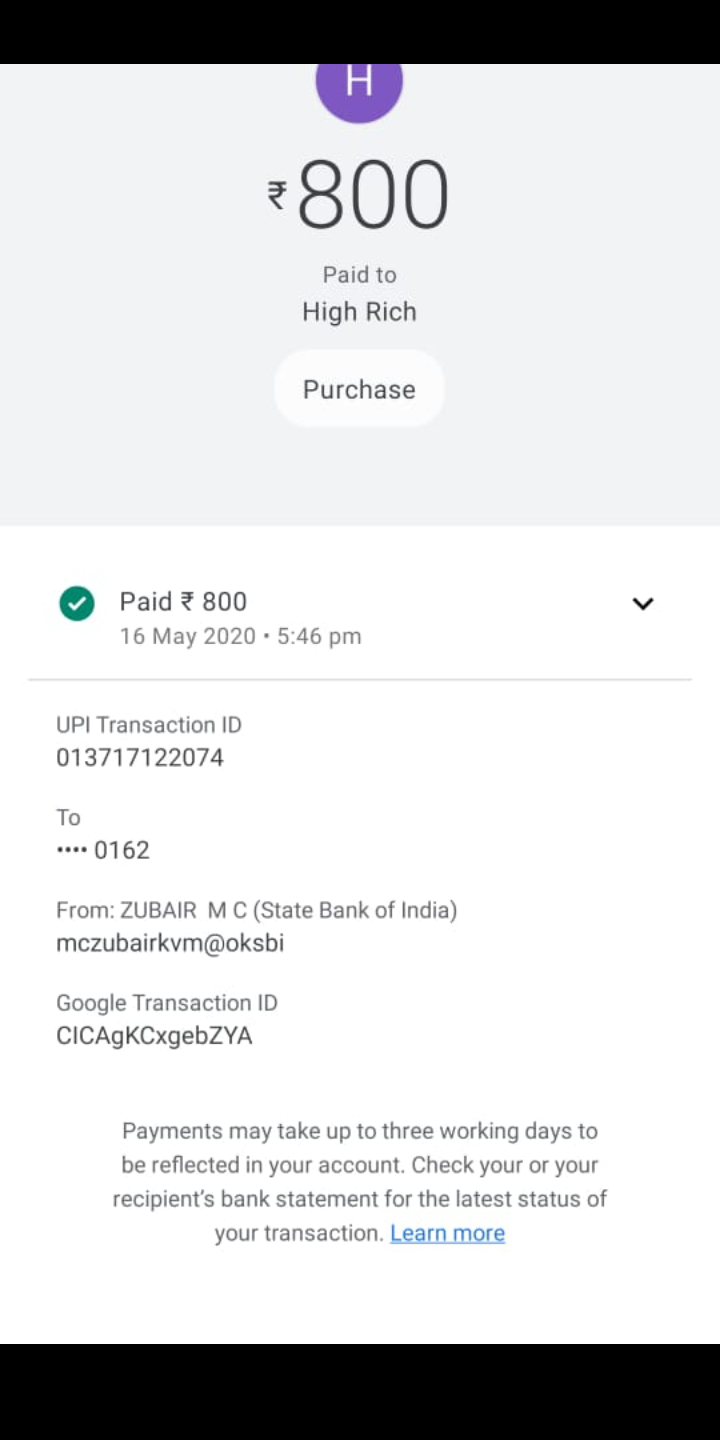 H
₹800
Paid to
High Rich
Purchase
Paid ₹ 800
16 May 2020 • 5:46 pm
UPI Transaction ID
013717122074
To
•••• 0162
From: ZUBAIR  M C (State Bank of India)
mczubairkvm@oksbi
Google Transaction ID
CICAgKCxgebZYA
Payments may take up to three working days to
be reflected in your account. Check your or your
recipient's bank statement for the latest status of
your transaction. Learn more